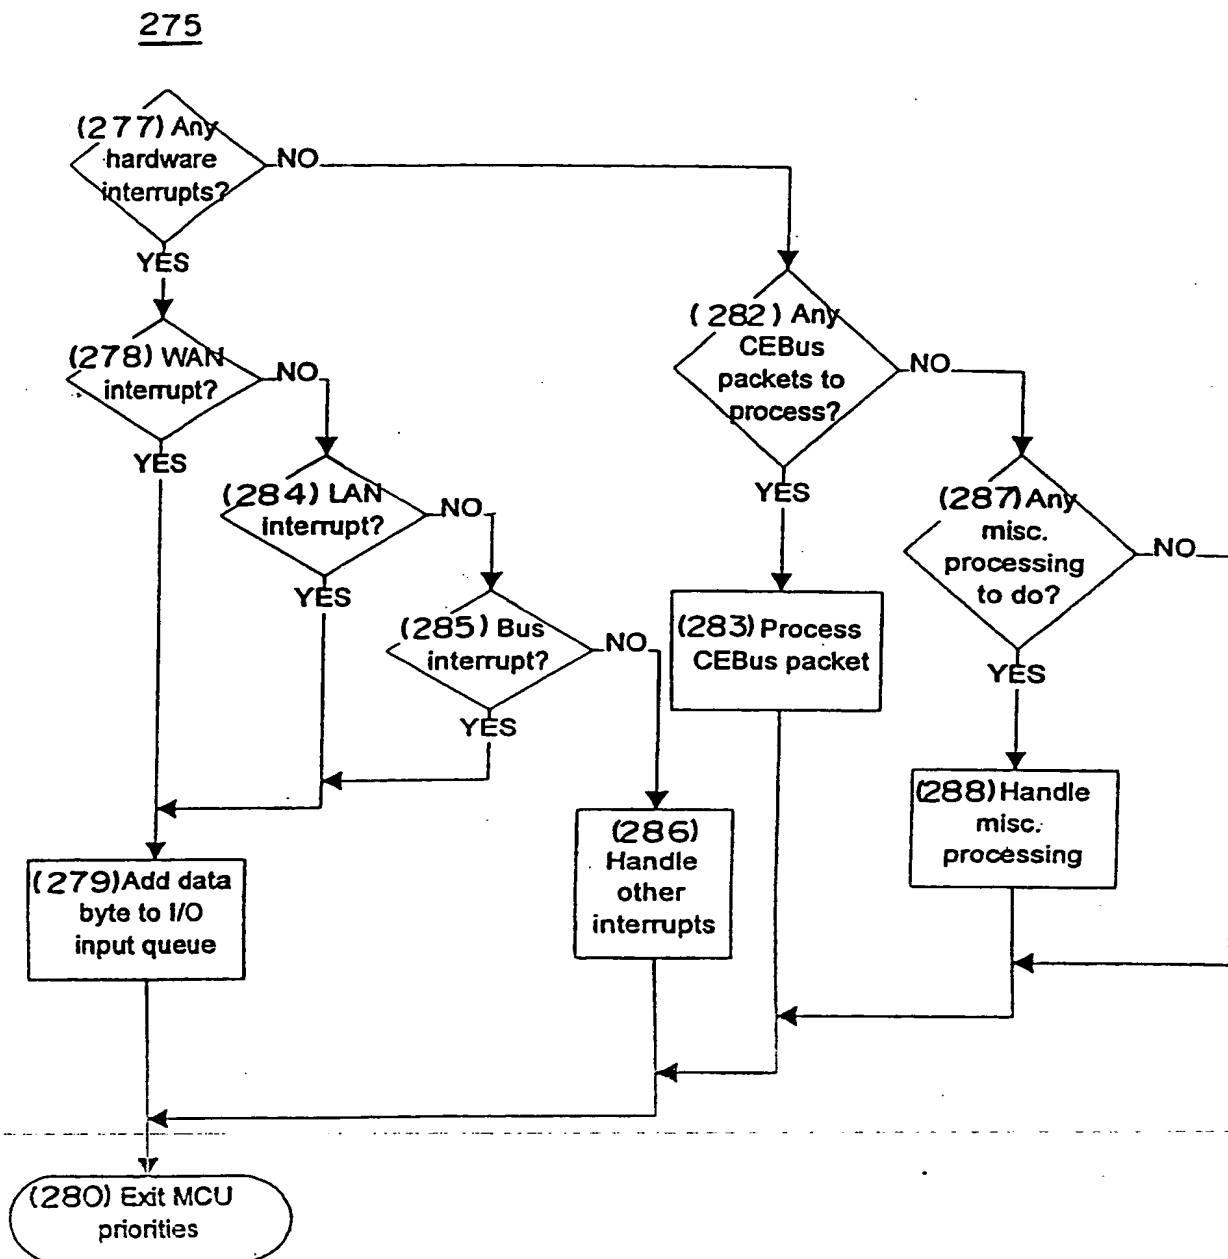 275
(277) Any
hardware
interrupts?
NO
YES
(278) WAN
interrupt?
NO
YES
(284) LAN
interrupt?
NO
YES
(285) Bus
interrupt?
NO
YES
(282) Any
CEBus
packets to
process?
NO
YES
(287) Any
misc.
processing
to do?
NO
YES
(283) Process
CEBus packet
(288) Handle
misc.
processing
(286)
Handle
other
interrupts
(279) Add data
byte to I/O
input queue
(280) Exit MCU
priorities